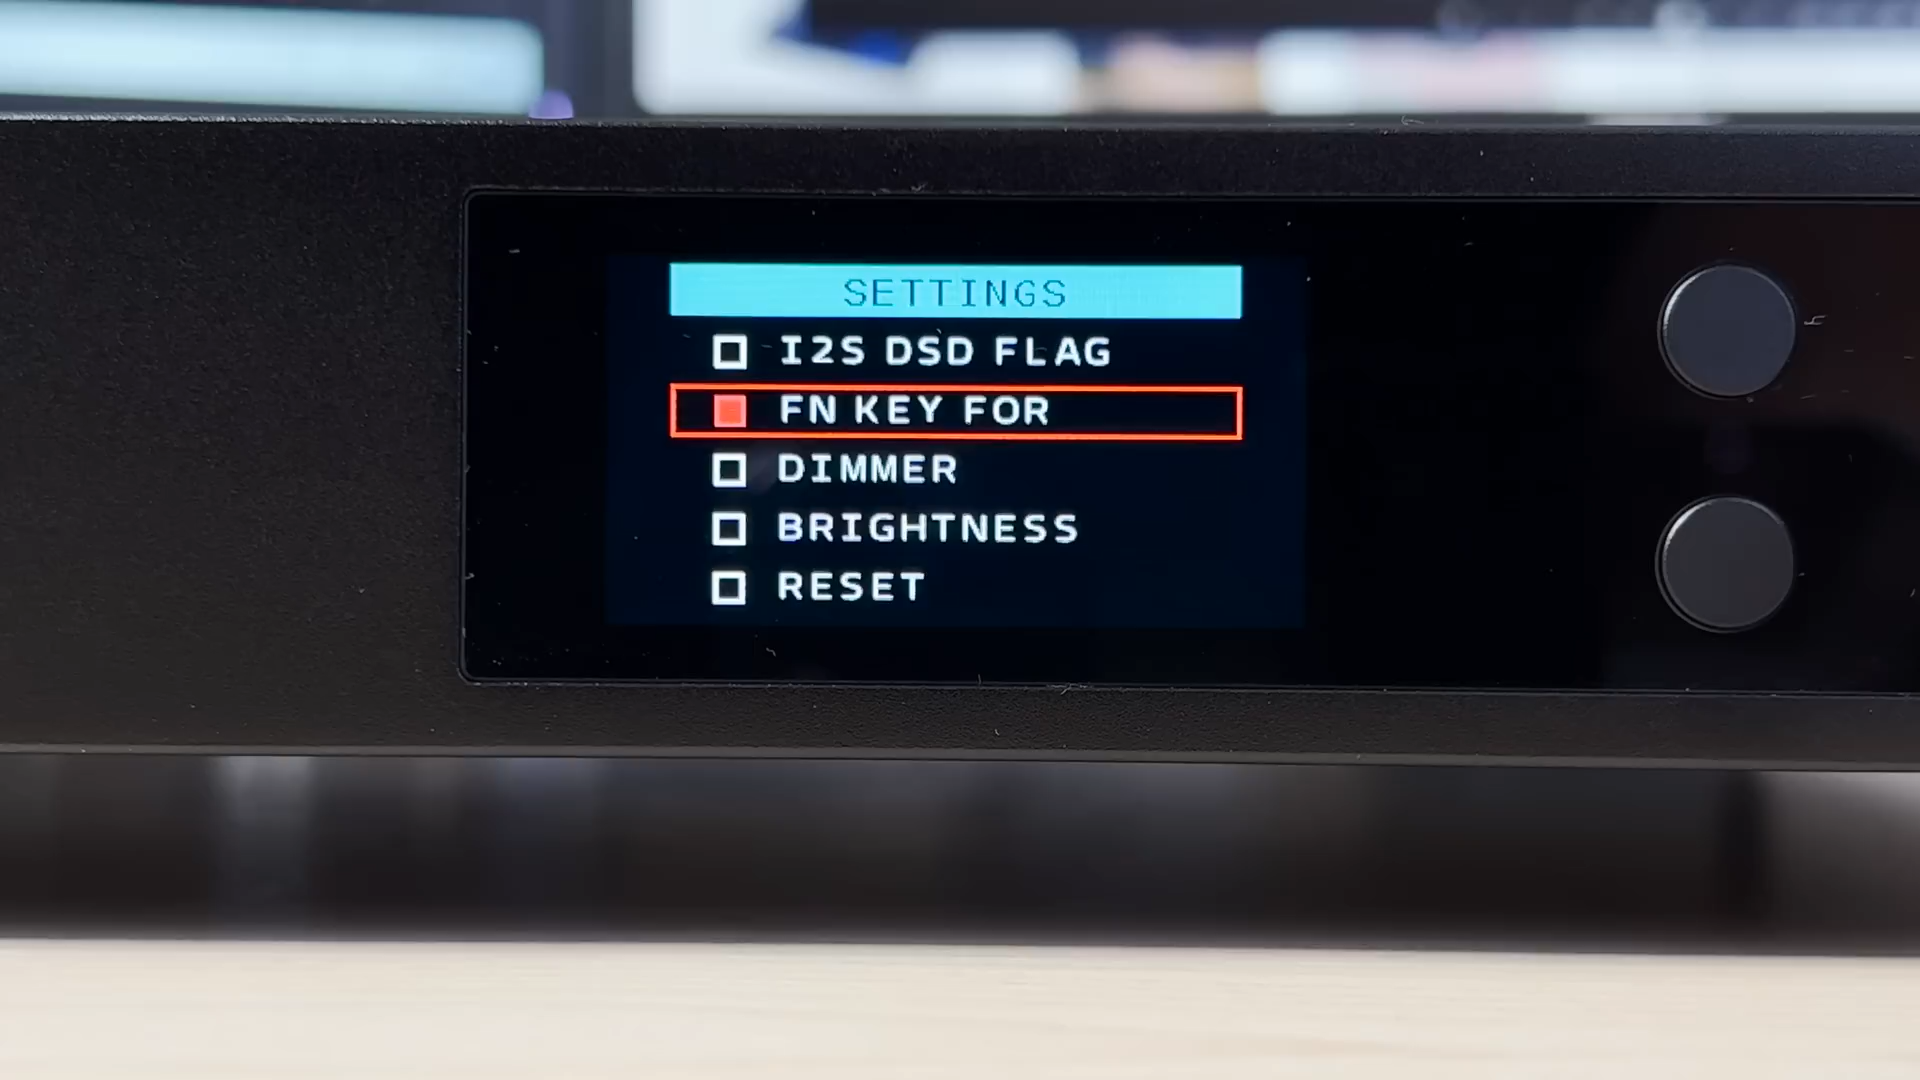 SETTINGS
I2S DSD FLAG
FN KEY FOR
DIMMER
BRIGHTNESS
RESET